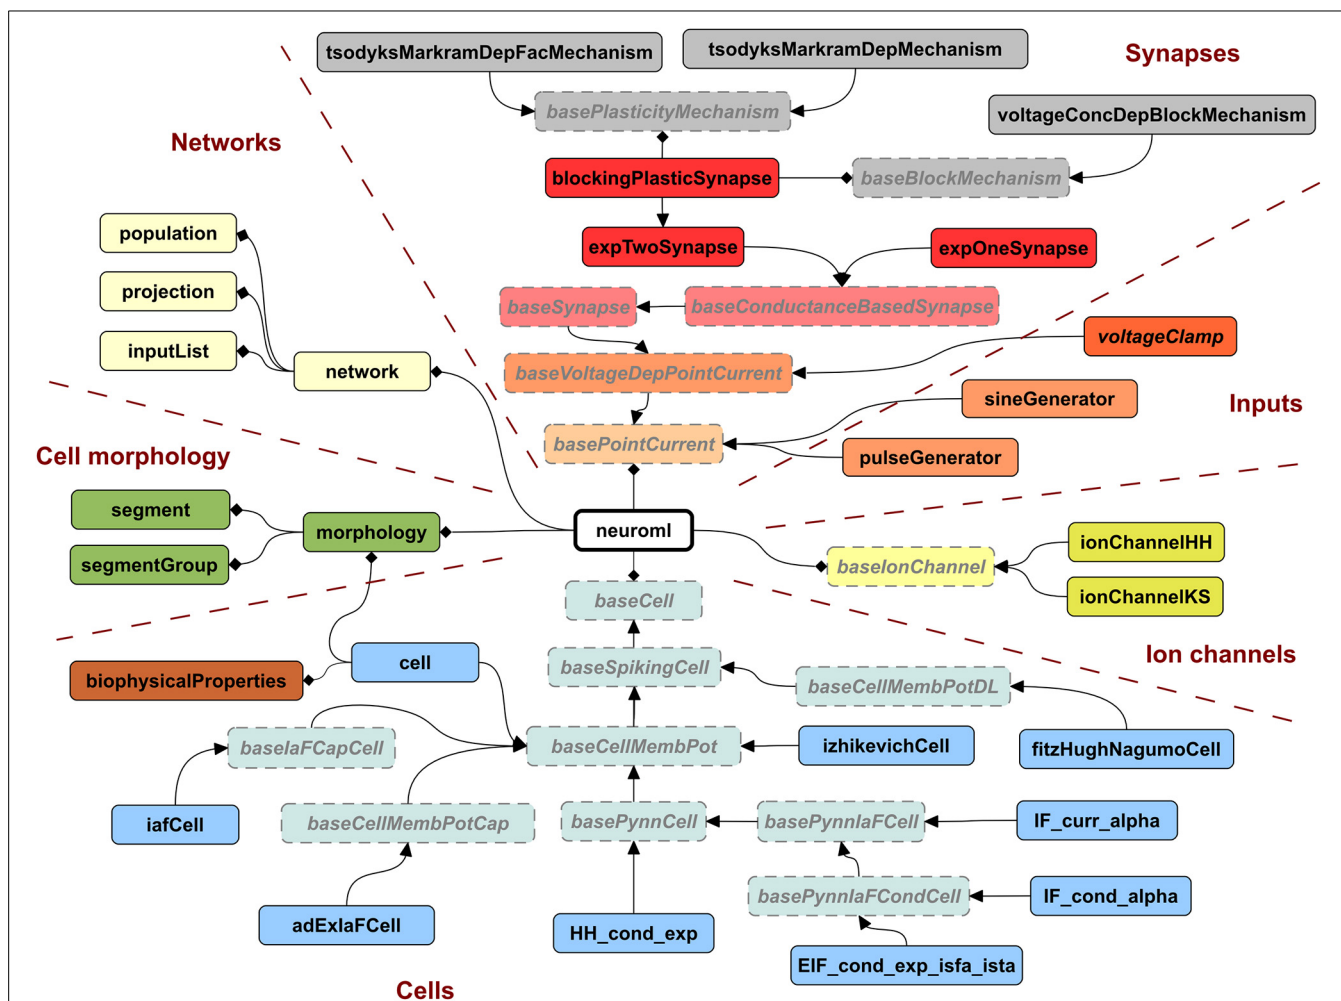 tsodyksMarkramDepFacMechanism
tsodyksMarkramDepMechanism
Synapses
basePlasticityMechanism
voltageConcDepBlockMechanism
Networks
blockingPlasticSynapse
baseBlockMechanism
population
expTwoSynapse
expOneSynapse
projection
baseSynapse
baseConductanceBasedSynapse
inputList
network
baseVoltageDepPointCurrent
voltageClamp
sineGenerator
Inputs
basePointCurrent
pulseGenerator
Cell morphology
segment
morphology
neuroml
ionChannelHH
segmentGroup
baseIonChannel
ionChannelKS
baseCell
cell
baseSpikingCell
Ion channels
biophysicalProperties
baseCellMembPotDL
baseIaFCapCell
baseCellMembPot
izhikevichCell
fitzHughNagumoCell
iafCell
baseCellMembPotCap
basePynnCell
basePynnIaFCell
IF_curr_alpha
basePynnIaFCondCell
IF_cond_alpha
adExIaFCell
HH_cond_exp
EIF_cond_exp_isfa_ista
Cells